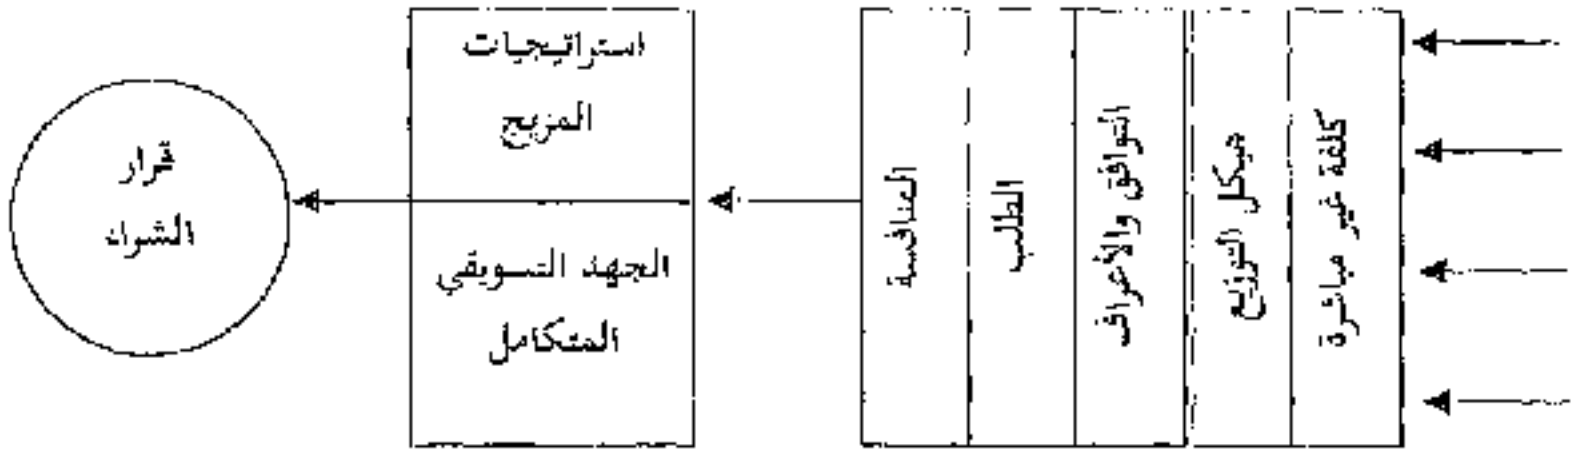 كلفة غير مباشرة
هيكل التوزيع
التوافق والأعراف
الطلب
المنافسة
استراتيجيات
المزيج
الجهد التسويقي
المتكامل
قرار
الشراء